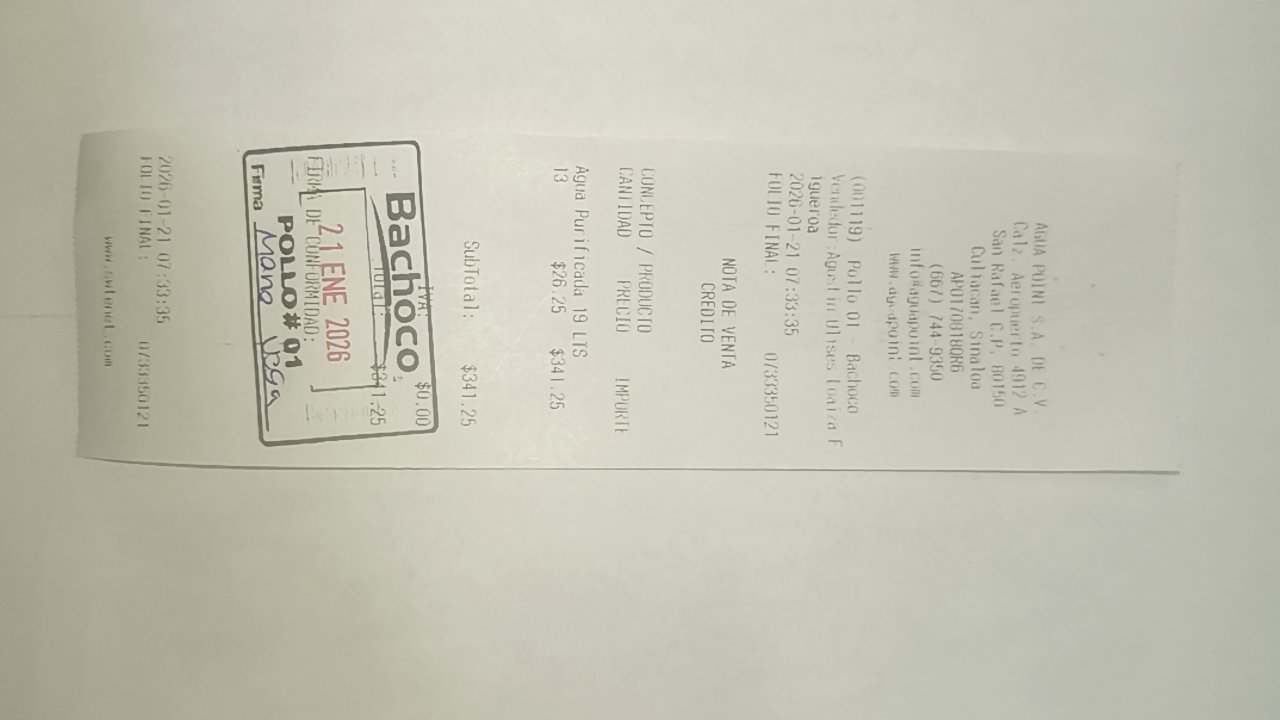 AGUA POINT S.A. DE C.V.
Calz. Aeropuerto 4912 A
San Rafael C.P. 80150
Culiacan, Sinaloa
APO1708180R6
(667) 744-9350
info@aguapoint.com
www.aguapoint.com
(001119) Pollo 01 - Bachoco
Vendedor:Agustin Ulises Loaiza F
igueroa
2026-01-21 07:33:35
FOLIO FINAL: 0733350121
NOTA DE VENTA
CREDITO
CONCEPTO / PRODUCTO
CANTIDAD PRECIO IMPORTE
Agua Purificada 19 LTS
13 $26.25 $341.25
SubTotal: $341.25
IVA: $0.00
Bachoco
Total: $341.25
21 ENE 2026
FIRMA DE CONFORMIDAD:
POLLO # 01
Firma
2026-01-21 07:33:35
FOLIO FINAL: 0733350121